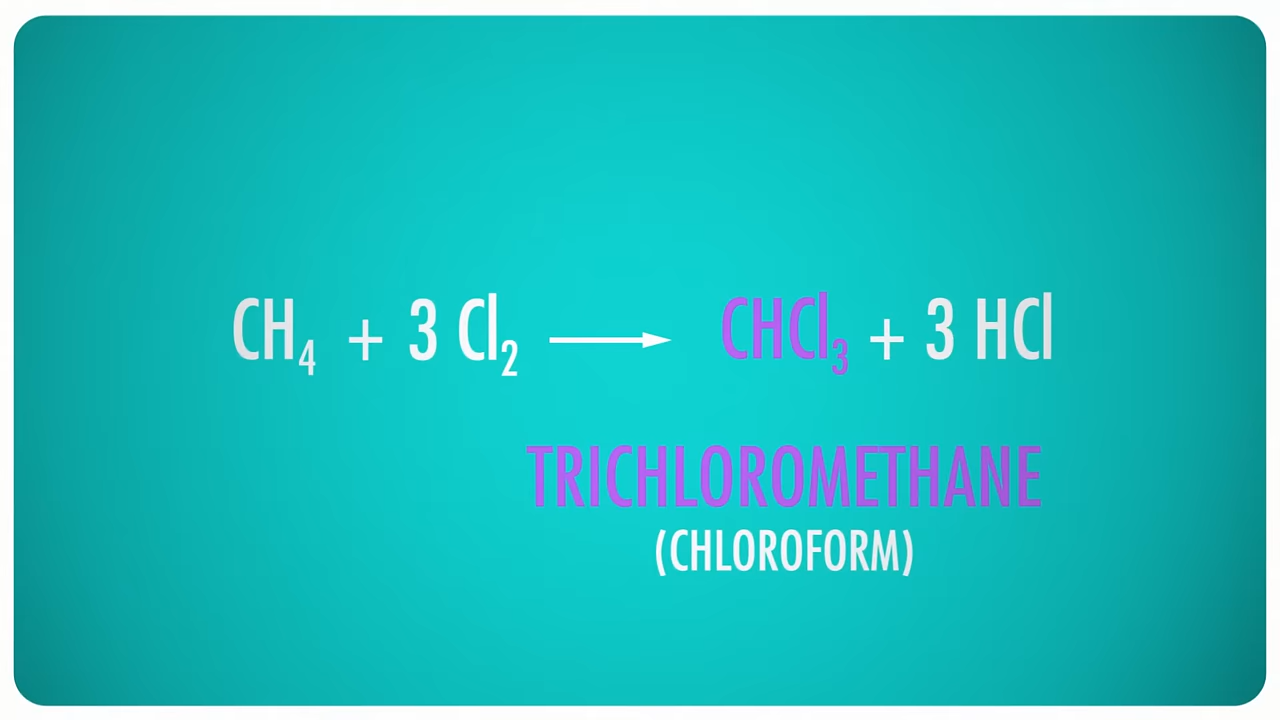 CH₄ + 3 Cl₂ ⟶ CHCl₃ + 3 HCl
TRICHLOROMETHANE
(CHLOROFORM)